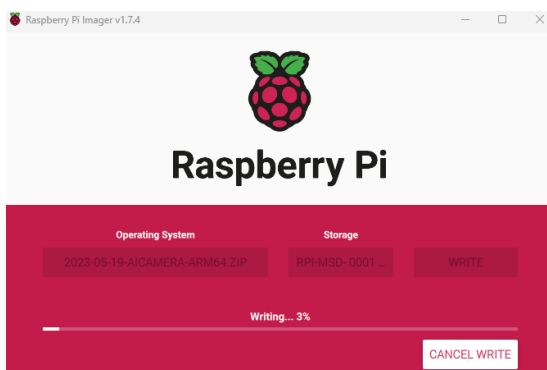 Raspberry Pi Imager v1.7.4
Raspberry Pi
Operating System
Storage
2023-05-19-AICAMERA-ARM64.ZIP
RPI-MSD- 0001 ...
WRITE
Writing... 3%
CANCEL WRITE